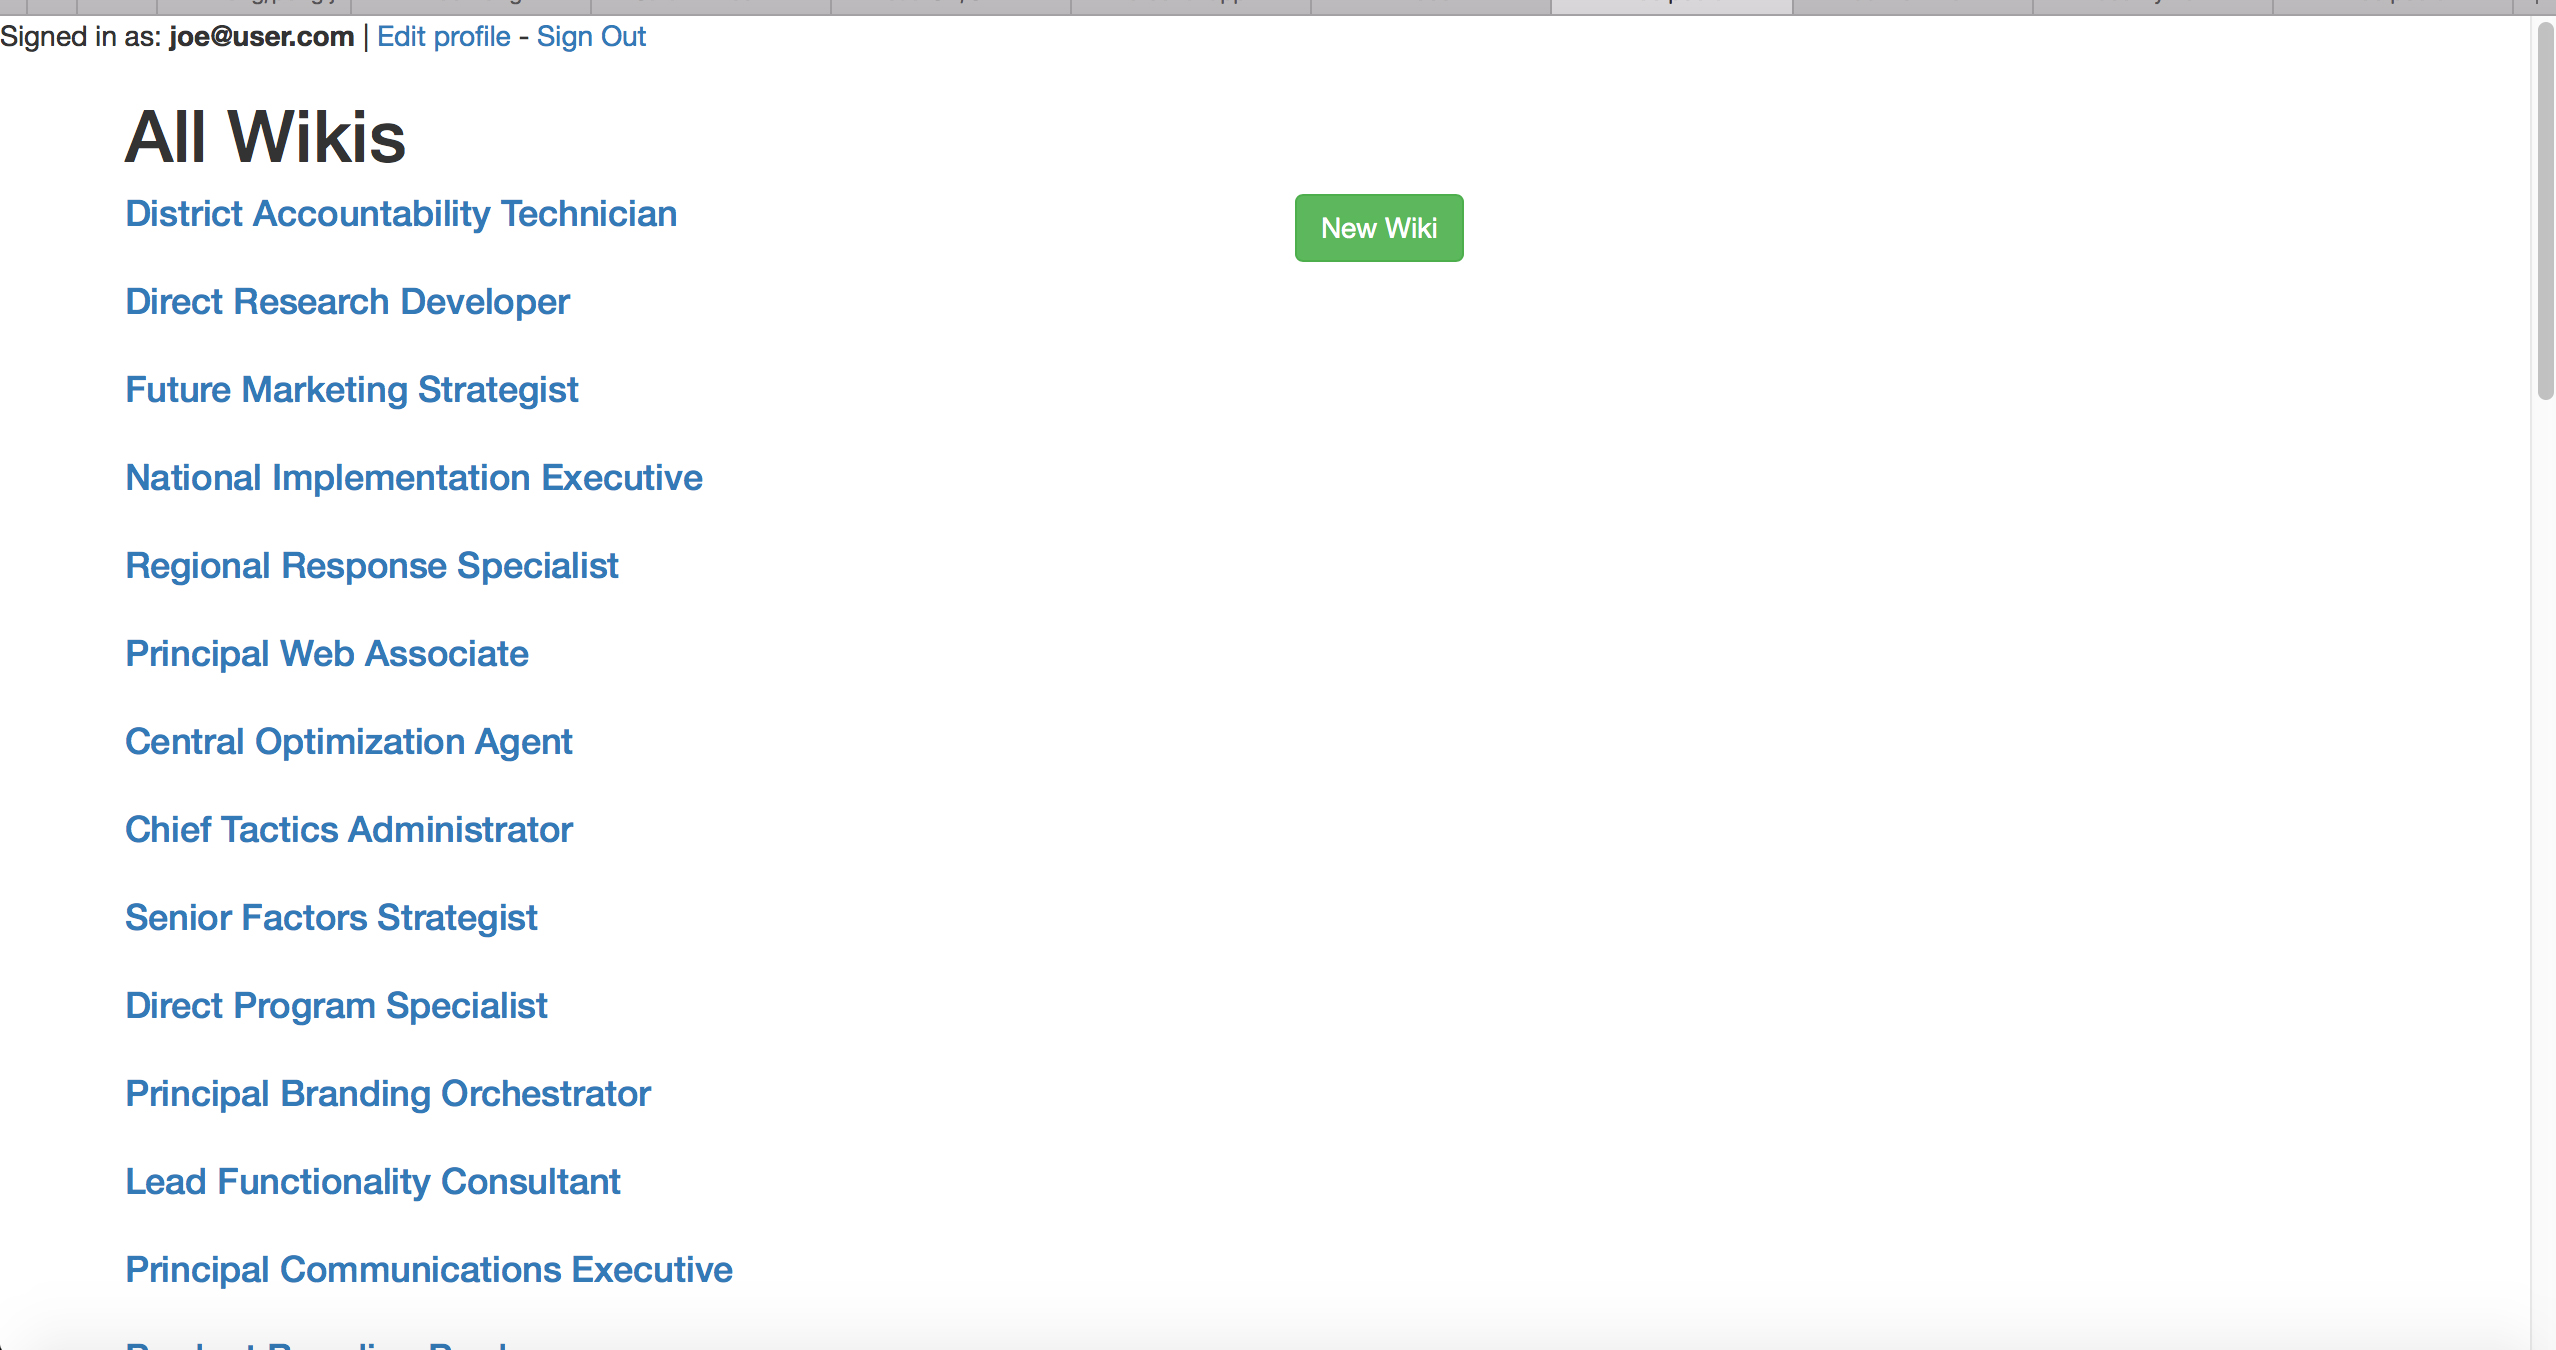 Signed in as: joe@user.com | Edit profile - Sign Out
All Wikis
District Accountability Technician
New Wiki
Direct Research Developer
Future Marketing Strategist
National Implementation Executive
Regional Response Specialist
Principal Web Associate
Central Optimization Agent
Chief Tactics Administrator
Senior Factors Strategist
Direct Program Specialist
Principal Branding Orchestrator
Lead Functionality Consultant
Principal Communications Executive